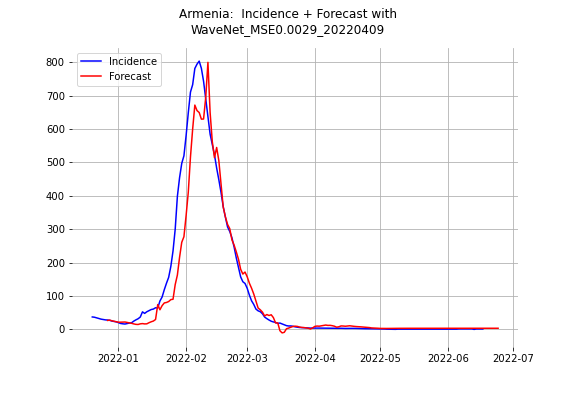 Armenia:  Incidence + Forecast with
WaveNet_MSE0.0029_20220409
Incidence
Forecast
800
700
600
500
400
300
200
100
0
2022-01 2022-02 2022-03 2022-04 2022-05 2022-06 2022-07